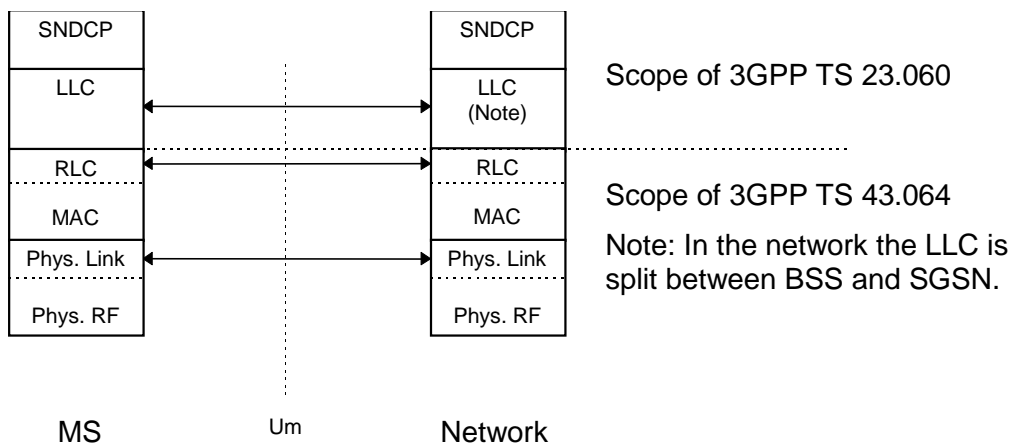 SNDCP
LLC
RLC
MAC
Phys. Link
Phys. RF
MS
Um
SNDCP
LLC
(Note)
RLC
MAC
Phys. Link
Phys. RF
Network
Scope of 3GPP TS 23.060
Scope of 3GPP TS 43.064
Note: In the network the LLC is
split between BSS and SGSN.